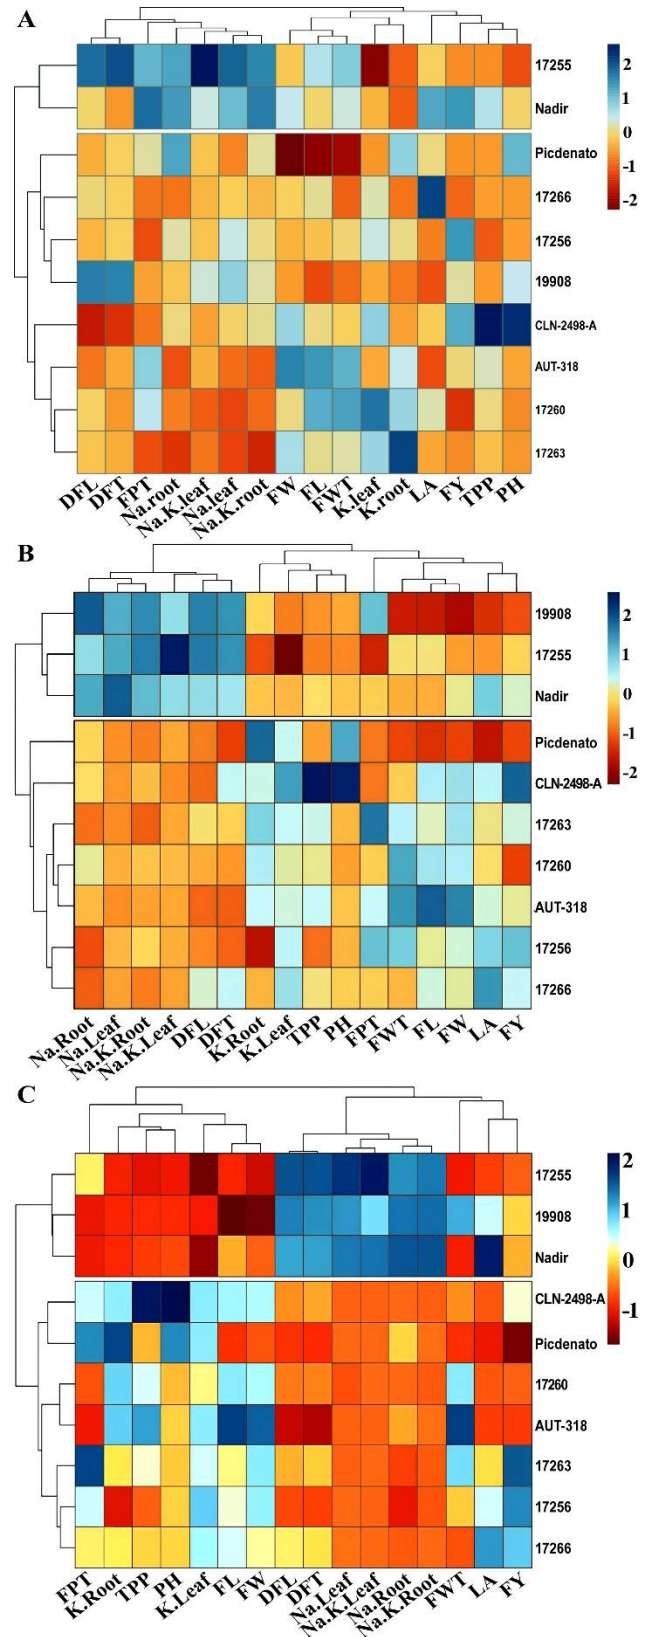 A
17255
Nadir
Picdenato
17266
17256
19908
CLN-2498-A
AUT-318
17260
17263
2
1
0
-1
-2
DFL DFT FPT Na.root Na.K.leaf Na.leaf Na.K.root FW FL FWT K.leaf K.root LA FY TPP PH
B
19908
17255
Nadir
Picdenato
CLN-2498-A
17263
17260
AUT-318
17256
17266
2
1
0
-1
-2
Na.Root Na.Leaf Na.K.Root Na.K.Leaf DFL DFT K.Root K.Leaf TPP PH FPT FWT FL FW LA FY
C
17255
19908
Nadir
CLN-2498-A
Picdenato
17260
AUT-318
17263
17256
17266
2
1
0
-1
FPT K.Root TPP PH K.Leaf FL FW DFL DFT Na.Leaf Na.K.Leaf Na.Root Na.K.Root FWT LA FY